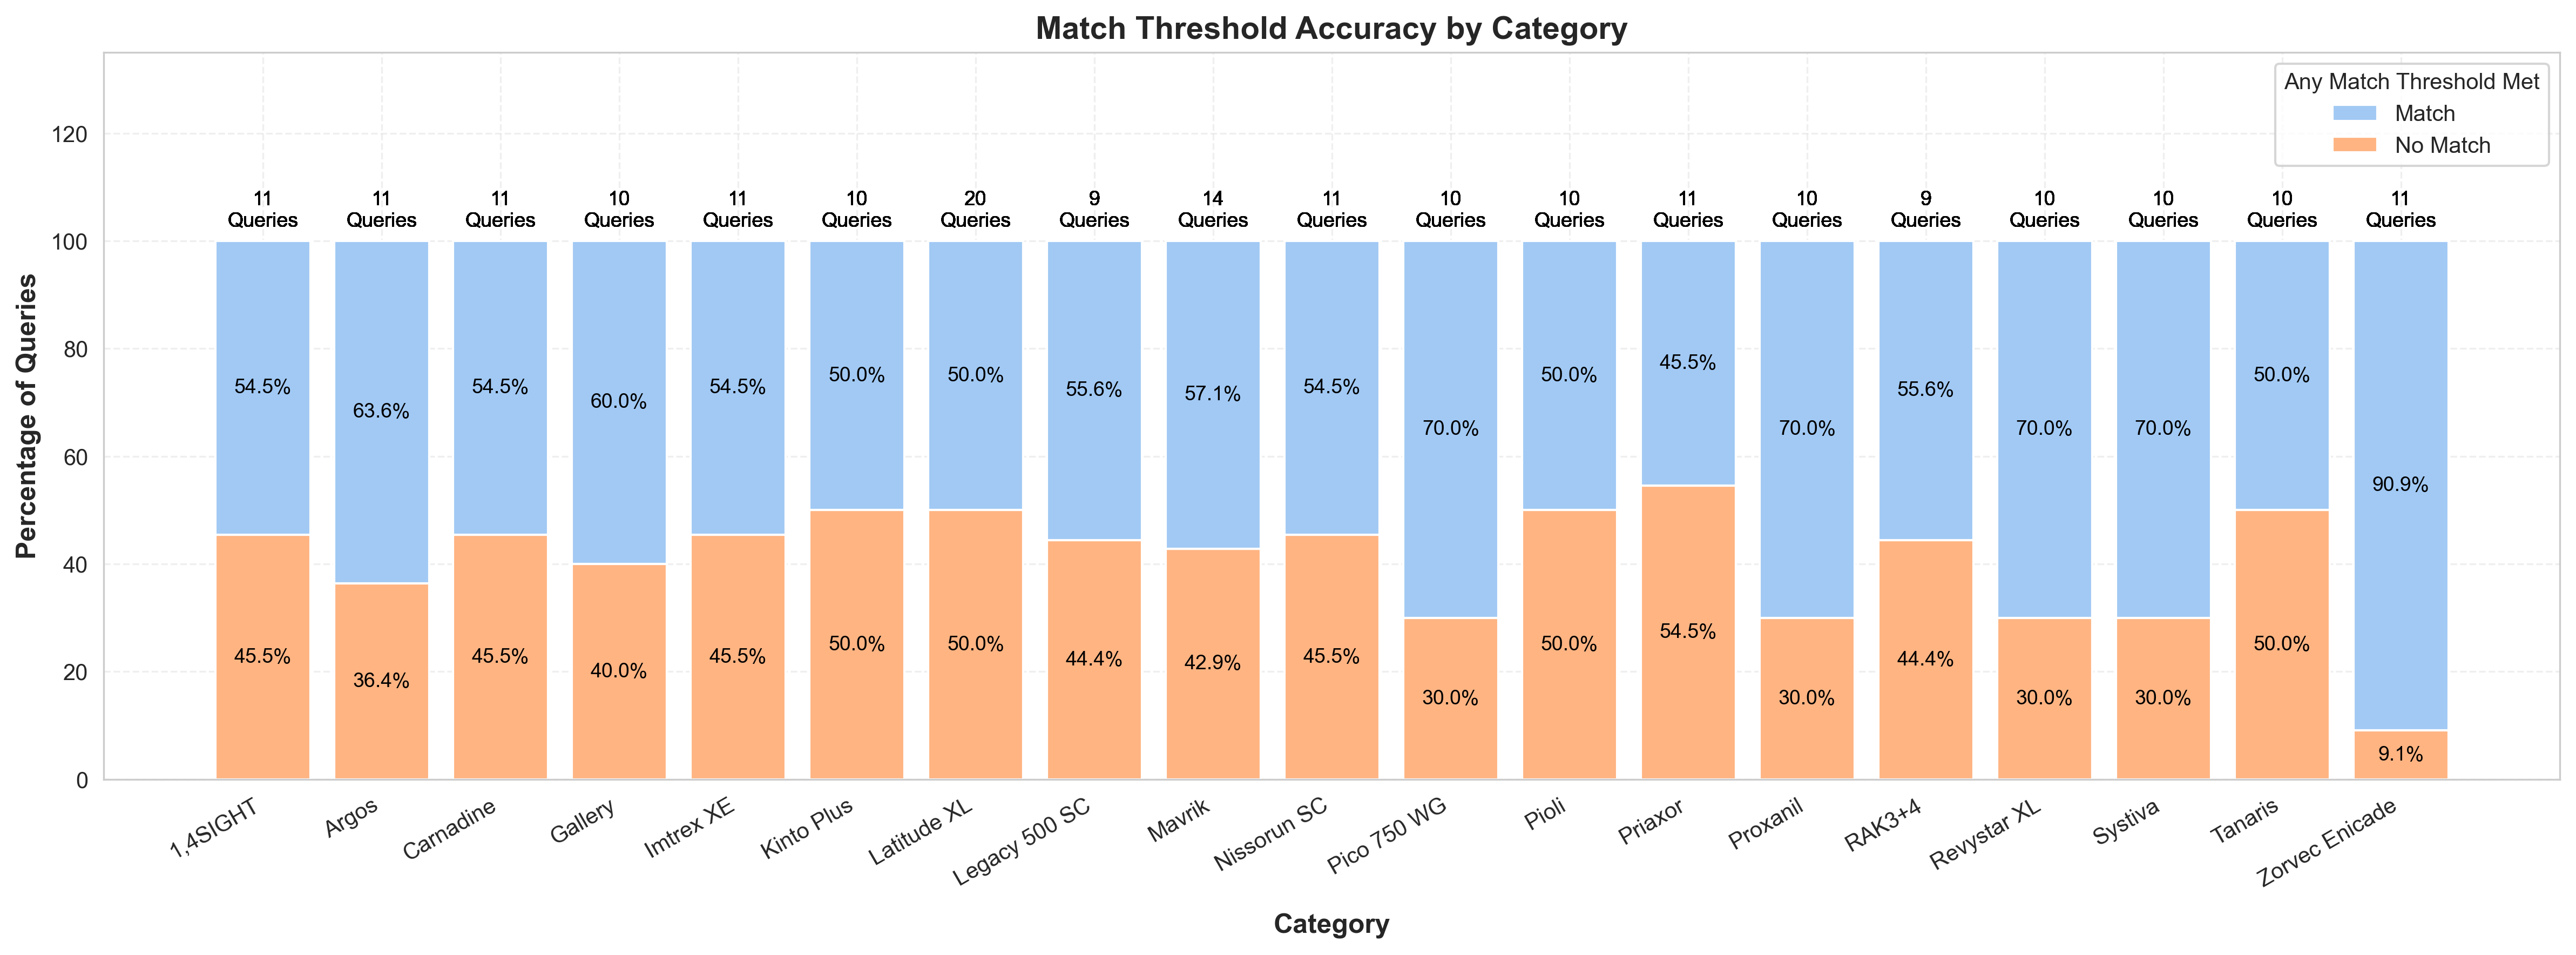 Match Threshold Accuracy by Category
Any Match Threshold Met
Match
No Match
Percentage of Queries
120
100
80
60
40
20
0
11 11 11 10 11 10 20 9 14 11 10 10 11 10 9 10 10 10 11
Queries Queries Queries Queries Queries Queries Queries Queries Queries Queries Queries Queries Queries Queries Queries Queries Queries Queries Queries
54.5% 63.6% 54.5% 60.0% 54.5% 50.0% 50.0% 55.6% 57.1% 54.5% 70.0% 50.0% 45.5% 70.0% 55.6% 70.0% 70.0% 50.0% 90.9%
45.5% 36.4% 45.5% 40.0% 45.5% 50.0% 50.0% 44.4% 42.9% 45.5% 30.0% 50.0% 54.5% 30.0% 44.4% 30.0% 30.0% 50.0% 9.1%
1,4SIGHT
Argos
Carnadine
Gallery
Imtrex XE
Kinto Plus
Latitude XL
Legacy 500 SC
Mavrik
Nissorun SC
Pico 750 WG
Pioli
Priaxor
Proxanil
RAK3+4
Revystar XL
Systiva
Tanaris
Zorvec Enicade
Category